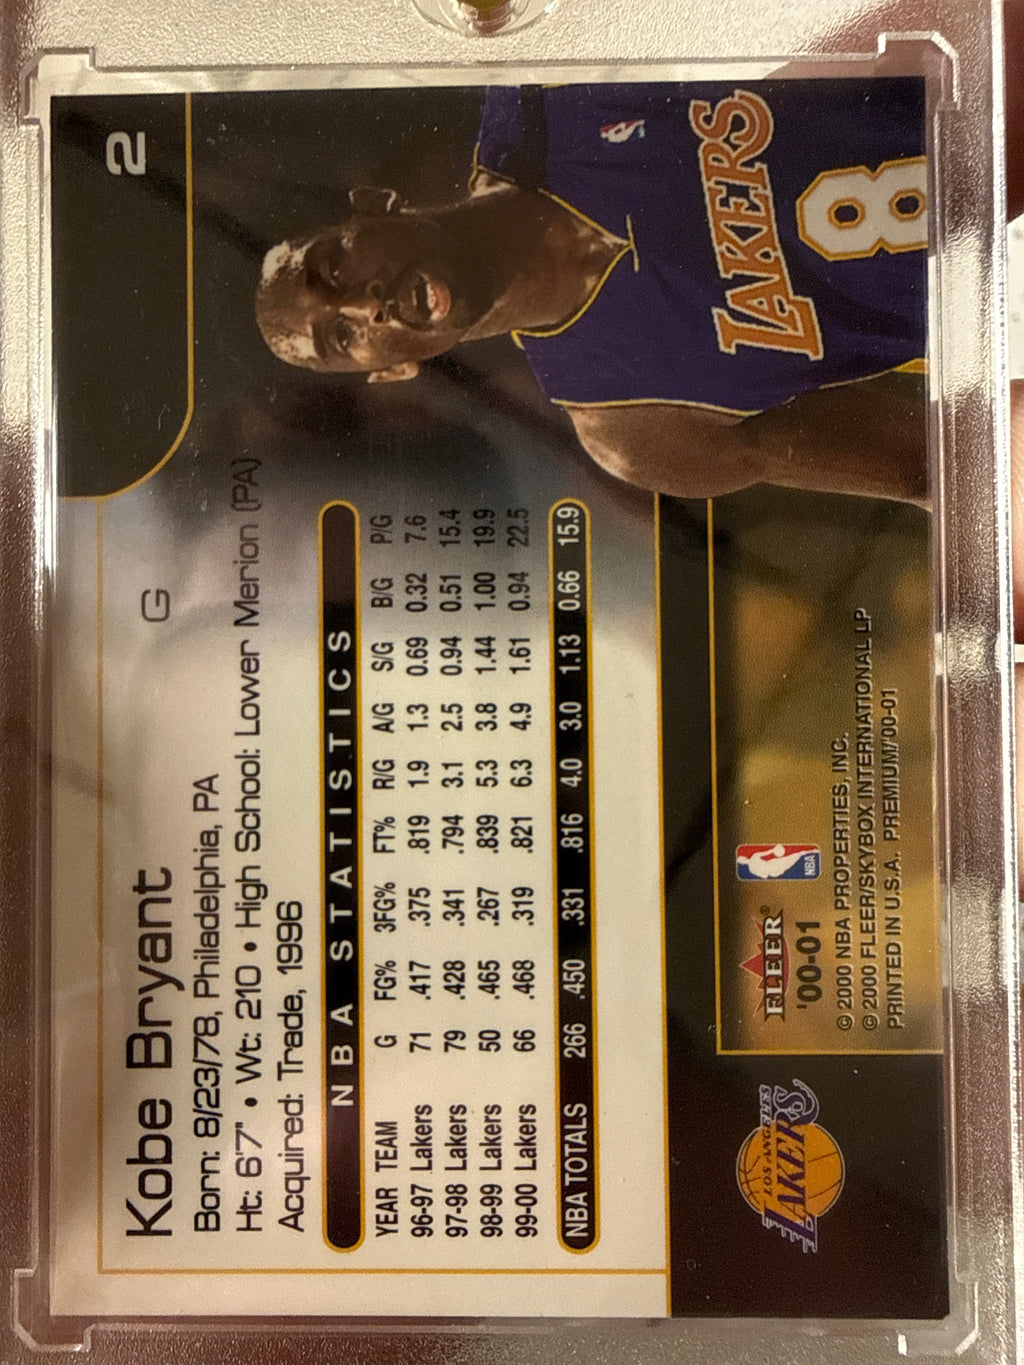 2
Kobe Bryant G
Born: 8/23/78, Philadelphia, PA
Ht: 6'7" • Wt: 210 • High School: Lower Merion (PA)
Acquired: Trade, 1996
NBA STATISTICS
YEAR TEAM G FG% 3FG% FT% R/G A/G S/G B/G P/G
96-97 Lakers 71 .417 .375 .819 1.9 1.3 0.69 0.32 7.6
97-98 Lakers 79 .428 .341 .794 3.1 2.5 0.94 0.51 15.4
98-99 Lakers 50 .465 .267 .839 5.3 3.8 1.44 1.00 19.9
99-00 Lakers 66 .468 .319 .821 6.3 4.9 1.61 0.94 22.5
NBA TOTALS 266 .450 .331 .816 4.0 3.0 1.13 0.66 15.9
LAKERS
8
LOS ANGELES
LAKERS
FLEER®
'00-01
NBA
© 2000 NBA PROPERTIES, INC.
© 2000 FLEER/SKYBOX INTERNATIONAL LP
PRINTED IN U.S.A. PREMIUM/'00-01